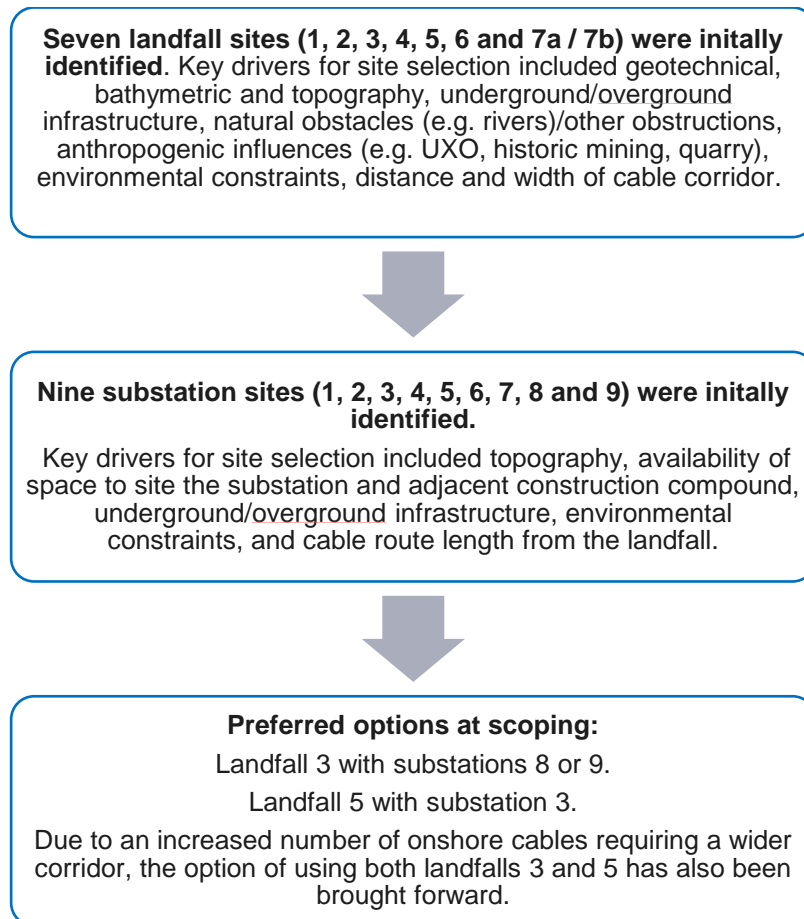 Seven landfall sites (1, 2, 3, 4, 5, 6 and 7a / 7b) were initally
identified. Key drivers for site selection included geotechnical,
bathymetric and topography, underground/overground
infrastructure, natural obstacles (e.g. rivers)/other obstructions,
anthropogenic influences (e.g. UXO, historic mining, quarry),
environmental constraints, distance and width of cable corridor.
Nine substation sites (1, 2, 3, 4, 5, 6, 7, 8 and 9) were initally
identified.
Key drivers for site selection included topography, availability of
space to site the substation and adjacent construction compound,
underground/overground infrastructure, environmental
constraints, and cable route length from the landfall.
Preferred options at scoping:
Landfall 3 with substations 8 or 9.
Landfall 5 with substation 3.
Due to an increased number of onshore cables requiring a wider
corridor, the option of using both landfalls 3 and 5 has also been
brought forward.